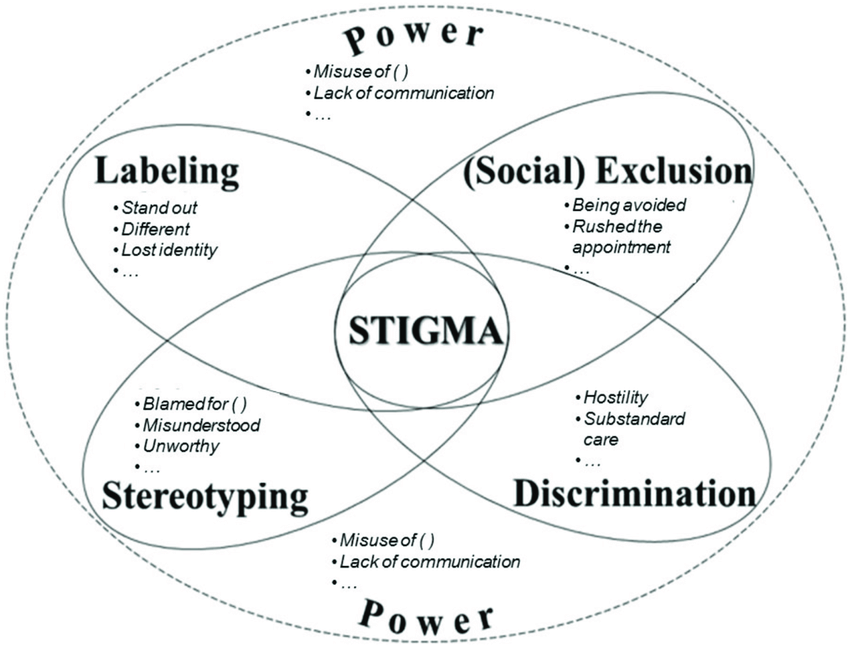 Power
• Misuse of ( )
• Lack of communication
• ...
Labeling
• Stand out
• Different
• Lost identity
• ...
(Social) Exclusion
• Being avoided
• Rushed the
appointment
• ...
STIGMA
• Blamed for ( )
• Misunderstood
• Unworthy
• ...
Stereotyping
• Hostility
• Substandard
care
• ...
Discrimination
• Misuse of ( )
• Lack of communication
• ...
Power